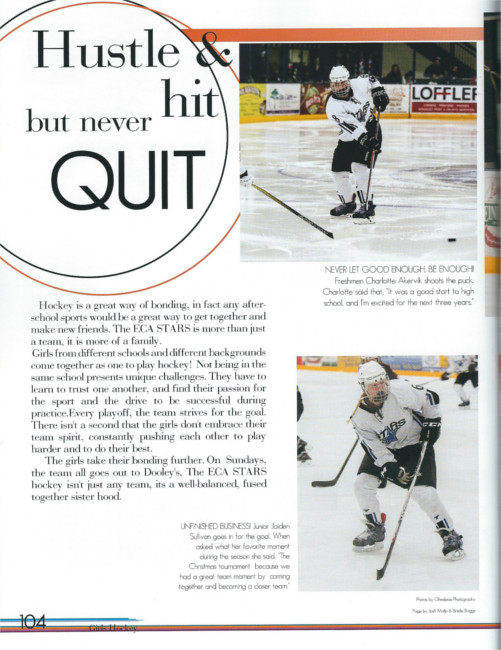 Hustle &
hit
but never
QUIT
LOFFLER
NEVER LET GOOD ENOUGH, BE ENOUGH!
Freshmen Charlotte Akervik shoots the puck.
Charlotte said that, "It was a good start to high
school, and I'm excited for the next three years."
Hockey is a great way of bonding, in fact any after-
school sports would be a great way to get together and
make new friends. The ECA STARS is more than just
a team, it is more of a family.
Girls from different schools and different backgrounds
come together as one to play hockey! Not being in the
same school presents unique challenges. They have to
learn to trust one another, and find their passion for
the sport and the drive to be successful during
practice.Every playoff, the team strives for the goal.
There isn't a second that the girls don't embrace their
team spirit, constantly pushing each other to play
harder and to do their best.
The girls take their bonding further. On Sundays,
the team all goes out to Dooley's, The ECA STARS
hockey isn't just any team, its a well-balanced, fused
together sister hood.
STARS
CCM
UNFINISHED BUSINESS! Junior Jaiden
Sullivan goes in for the goal. When
asked what her favorite moment
during the season she said, "The
Christmas tournament because we
had a great team moment by coming
together and becoming a closer team."
Photos by: Photography
Page by:
104
Girls Hockey